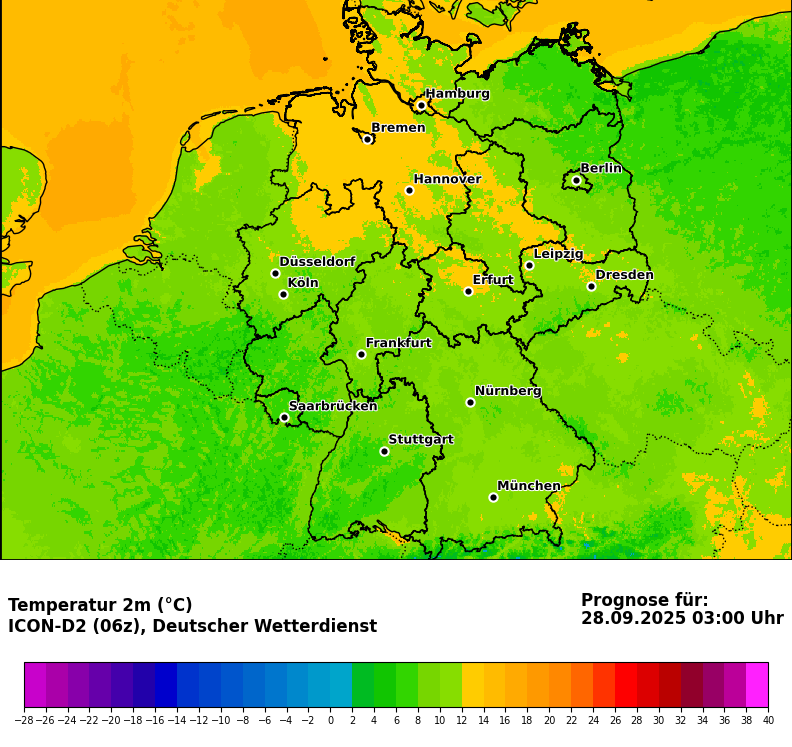 Hamburg
Bremen
Berlin
Hannover
Leipzig
Düsseldorf
Dresden
Köln
Erfurt
Frankfurt
Nürnberg
Saarbrücken
Stuttgart
München
Temperatur 2m (°C)
ICON-D2 (06z), Deutscher Wetterdienst
Prognose für:
28.09.2025 03:00 Uhr
−28 −26 −24 −22 −20 −18 −16 −14 −12 −10 −8 −6 −4 −2 0 2 4 6 8 10 12 14 16 18 20 22 24 26 28 30 32 34 36 38 40